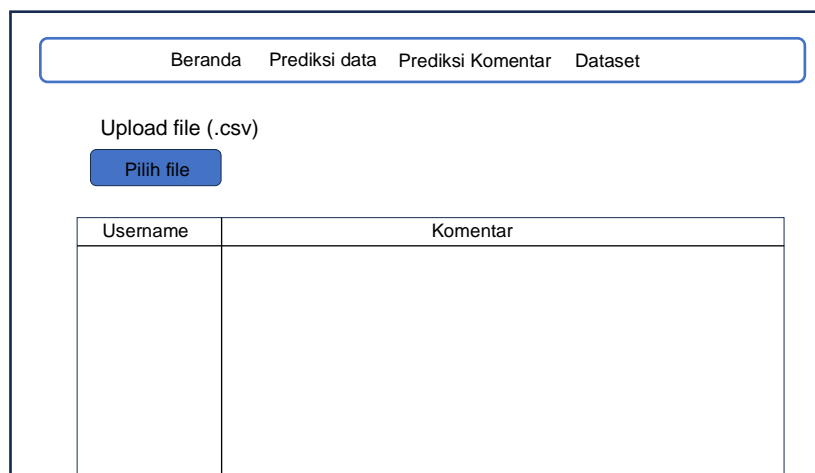 Beranda Prediksi data Prediksi Komentar Dataset
Upload file (.csv)
Pilih file
Username Komentar